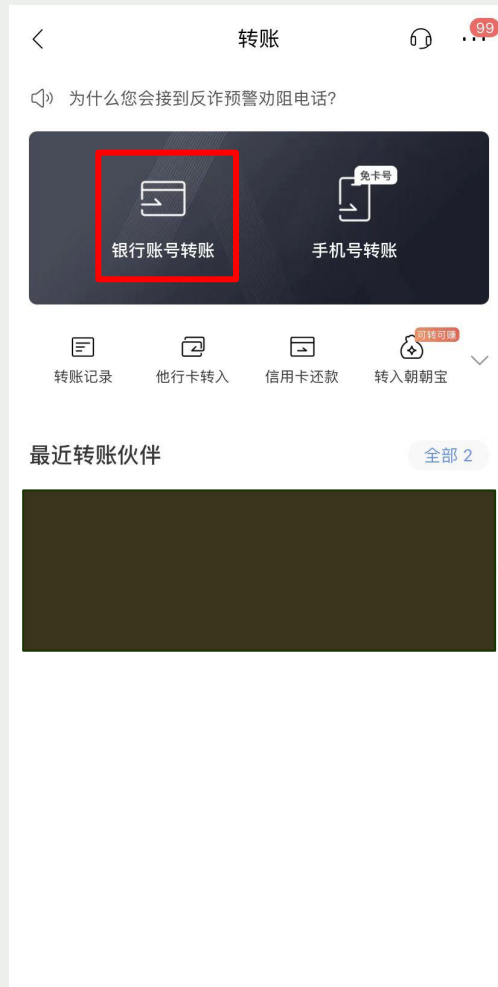 转账
99
为什么您会接到反诈预警劝阻电话?
免卡号
银行账号转账
手机号转账
可转可赚
转账记录
他行卡转入
信用卡还款
转入朝朝宝
最近转账伙伴
全部 2